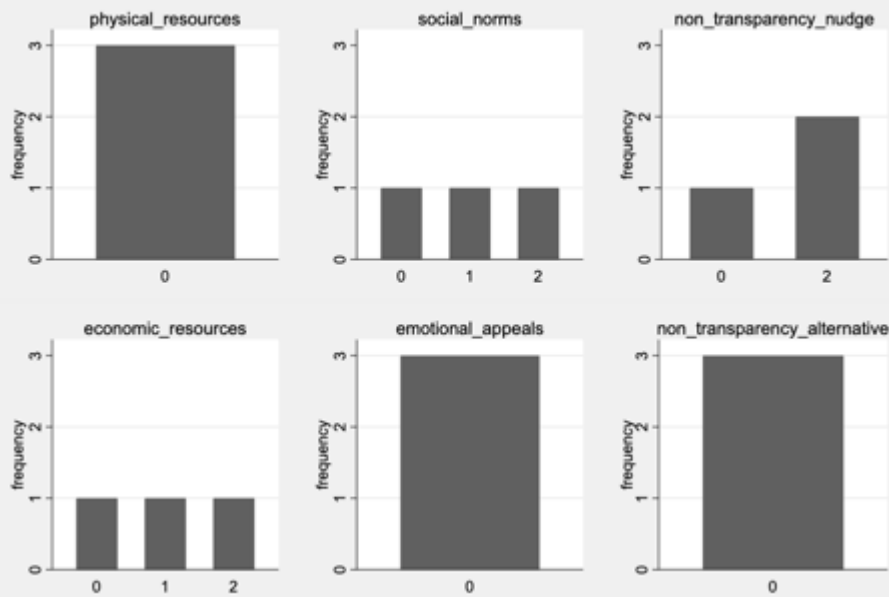 physical_resources
3
2
1
0
frequency
0
social_norms
3
2
1
0
frequency
0 1 2
non_transparency_nudge
3
2
1
0
frequency
0 2
economic_resources
3
2
1
0
frequency
0 1 2
emotional_appeals
3
2
1
0
frequency
0
non_transparency_alternative
3
2
1
0
frequency
0